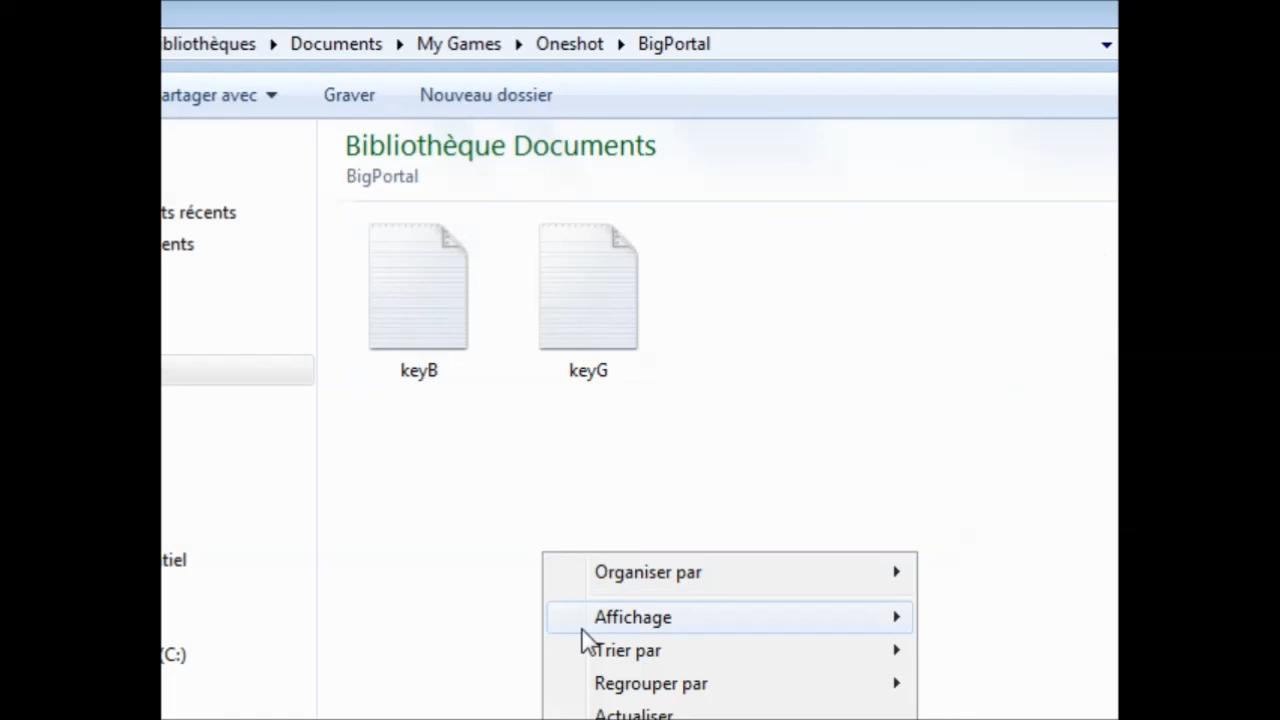 bliothèques Documents My Games Oneshot BigPortal
artager avec Graver Nouveau dossier
Bibliothèque Documents
BigPortal
ts récents
ents
keyB keyG
tiel
Organiser par
Affichage
(C:)
Trier par
Regrouper par
Actualiser